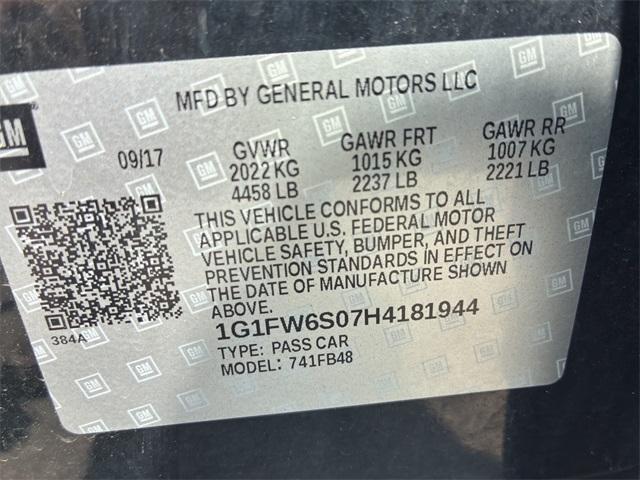 MFD BY GENERAL MOTORS LLC
GM
09/17
GVWR
2022 KG
4458 LB
GAWR FRT
1015 KG
2237 LB
GAWR RR
1007 KG
2221 LB
THIS VEHICLE CONFORMS TO ALL
APPLICABLE U.S. FEDERAL MOTOR
VEHICLE SAFETY, BUMPER, AND THEFT
PREVENTION STANDARDS IN EFFECT ON
THE DATE OF MANUFACTURE SHOWN
ABOVE.
384A
1G1FW6S07H4181944
TYPE: PASS CAR
MODEL: 741FB48